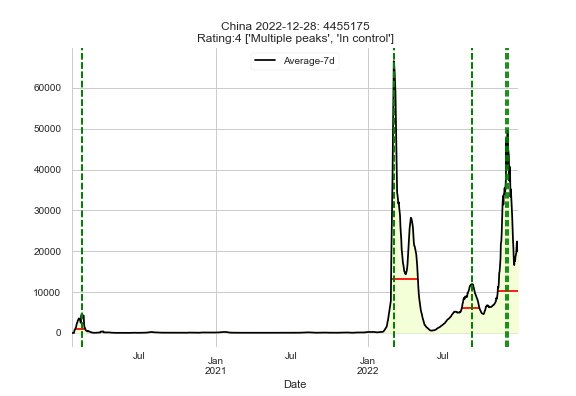 China 2022-12-28: 4455175
Rating:4 ['Multiple peaks', 'In control']
Average-7d
60000
50000
40000
30000
20000
10000
0
Jul
Jan
2021
Jul
Jan
2022
Jul
Date